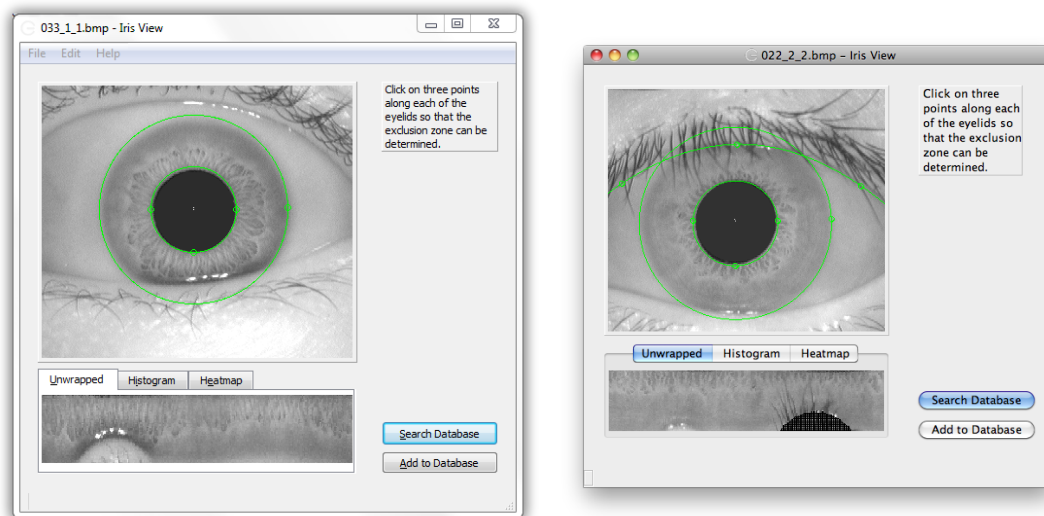 033_1_1.bmp - Iris View
File Edit Help
Click on three points
along each of the
eyelids so that the
exclusion zone can be
determined.
Unwrapped Histogram Heatmap
Search Database
Add to Database
022_2_2.bmp - Iris View
Click on three
points along each
of the eyelids so
that the exclusion
zone can be
determined.
Unwrapped Histogram Heatmap
Search Database
Add to Database